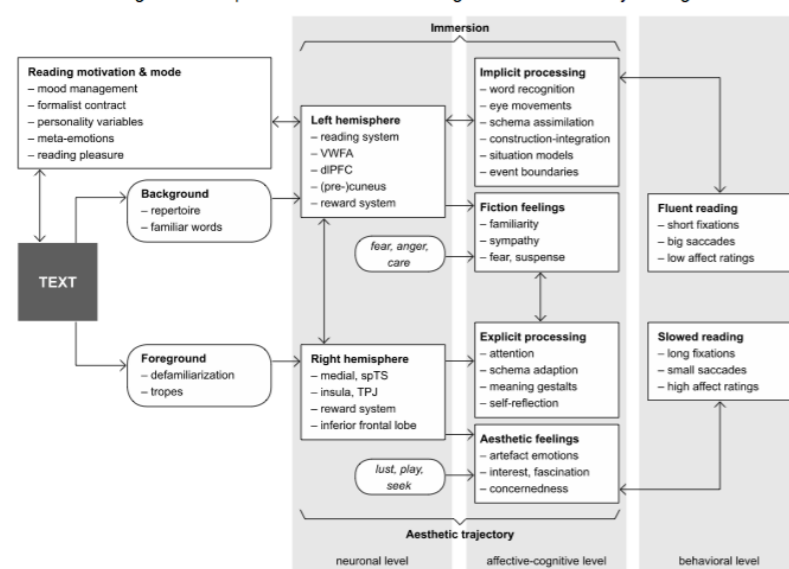 Immersion
Reading motivation & mode
– mood management
– formalist contract
– personality variables
– meta-emotions
– reading pleasure
Left hemisphere
– reading system
– VWFA
– dlPFC
– (pre-)cuneus
– reward system
Implicit processing
– word recognition
– eye movements
– schema assimilation
– construction-integration
– situation models
– event boundaries
Background
– repertoire
– familiar words
Fiction feelings
– familiarity
– sympathy
– fear, suspense
Fluent reading
– short fixations
– big saccades
– low affect ratings
fear, anger,
care
TEXT
Foreground
– defamiliarization
– tropes
Right hemisphere
– medial, spTS
– insula, TPJ
– reward system
– inferior frontal lobe
Explicit processing
– attention
– schema adaption
– meaning gestalts
– self-reflection
Slowed reading
– long fixations
– small saccades
– high affect ratings
Aesthetic feelings
– artefact emotions
– interest, fascination
– concernedness
lust, play,
seek
Aesthetic trajectory
neuronal level
affective-cognitive level
behavioral level